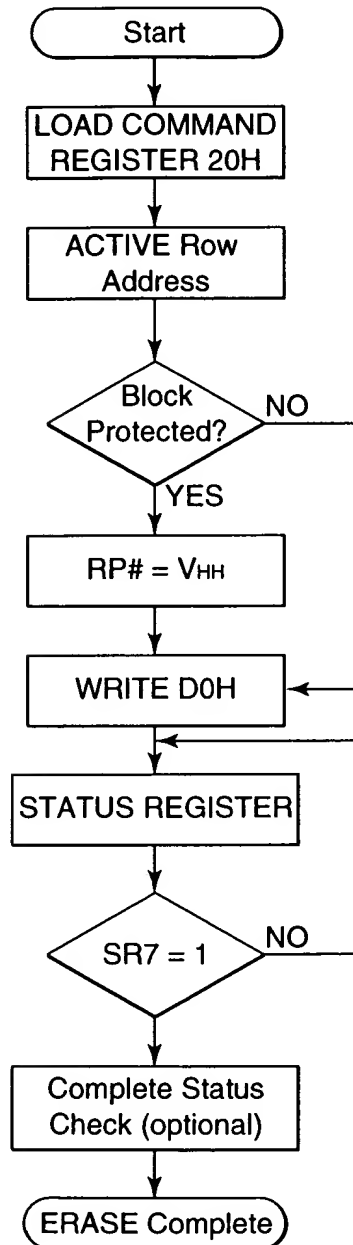 Start
LOAD COMMAND
REGISTER 20H
ACTIVE Row
Address
Block
Protected?
NO
YES
RP# = VHH
WRITE D0H
STATUS REGISTER
SR7 = 1
NO
Complete Status
Check (optional)
ERASE Complete